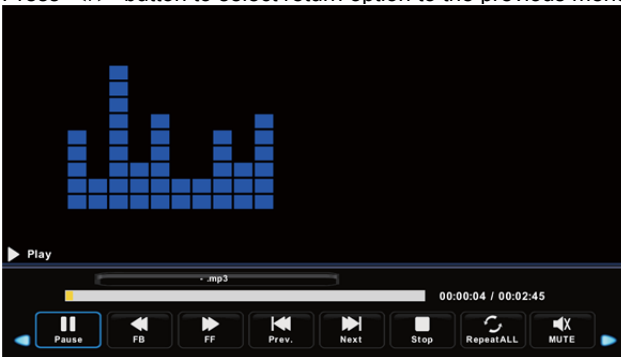 Play
- .mp3
00:00:04 / 00:02:45
Pause FB FF Prev. Next Stop RepeatALL MUTE